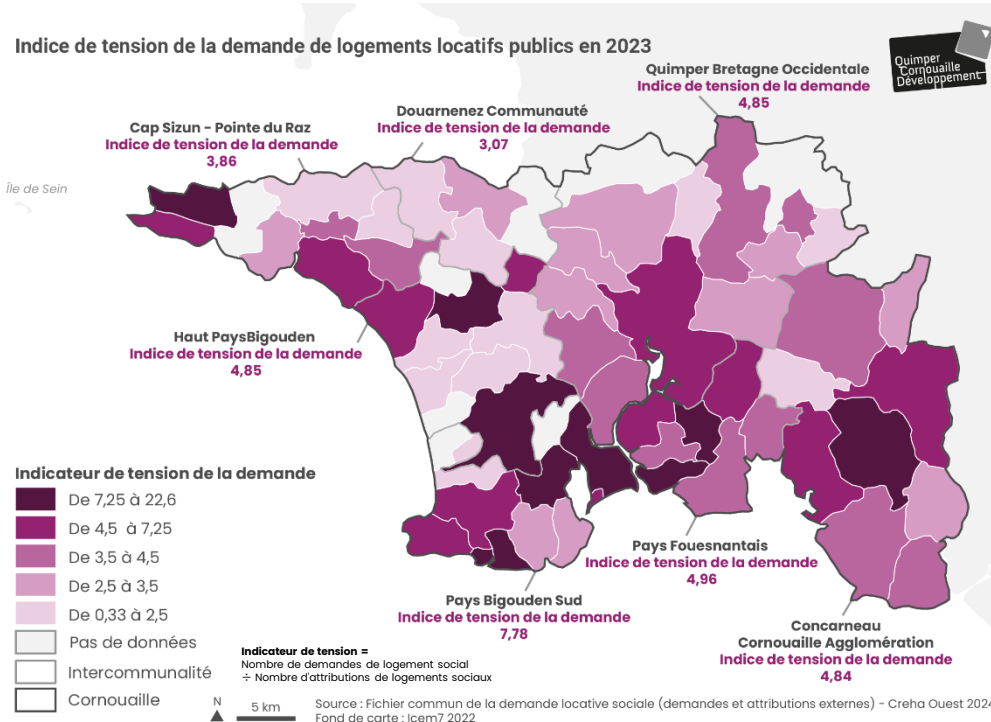 Indice de tension de la demande de logements locatifs publics en 2023
Quimper
Cornouaille
Développement
Quimper Bretagne Occidentale
Indice de tension de la demande
4,85
Douarnenez Communauté
Indice de tension de la demande
3,07
Cap Sizun - Pointe du Raz
Indice de tension de la demande
3,86
Île de Sein
Haut PaysBigouden
Indice de tension de la demande
4,85
Pays Fouesnantais
Indice de tension de la demande
4,96
Pays Bigouden Sud
Indice de tension de la demande
7,78
Concarneau
Cornouaille Agglomération
Indice de tension de la demande
4,84
Indicateur de tension de la demande
De 7,25 à 22,6
De 4,5 à 7,25
De 3,5 à 4,5
De 2,5 à 3,5
De 0,33 à 2,5
Pas de données
Intercommunalité
Cornouaille
Indicateur de tension =
Nombre de demandes de logement social
÷ Nombre d'attributions de logements sociaux
N
5 km
Source : Fichier commun de la demande locative sociale (demandes et attributions externes) - Creha Ouest 2024
Fond de carte : Icem7 2022